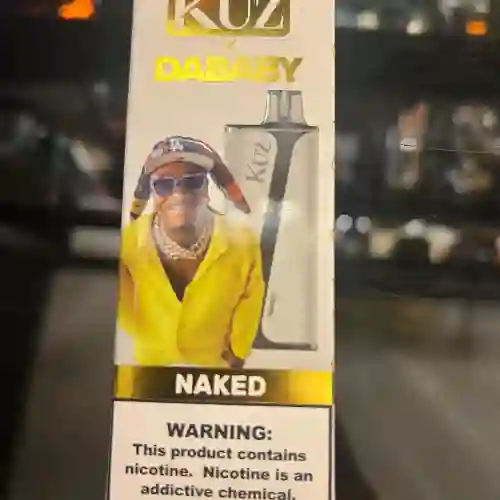 KUZ
DABABY
KUZ
NAKED
WARNING:
This product contains
nicotine. Nicotine is an
addictive chemical.